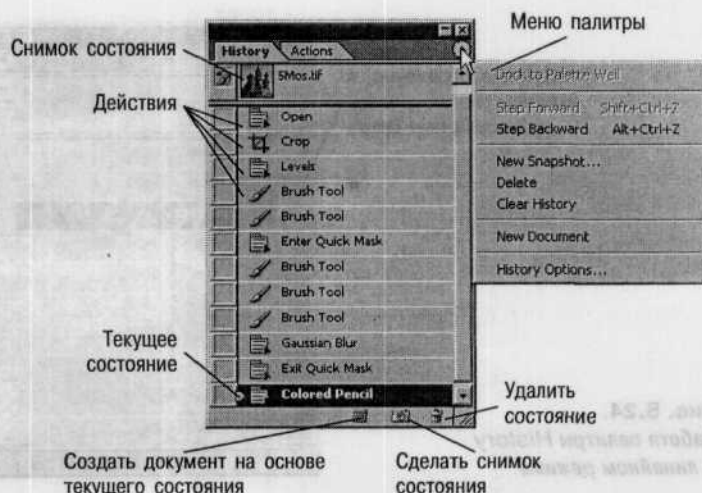 Меню палитры
Снимок состояния
History
Actions
5Mos.tif
Dock to Palette Well
Действия
Open
Step Forward Shift+Ctrl+Z
Crop
Step Backward Alt+Ctrl+Z
Levels
New Snapshot...
Brush Tool
Delete
Brush Tool
Clear History
Enter Quick Mask
New Document
Brush Tool
History Options...
Brush Tool
Brush Tool
Текущее
состояние
Gaussian Blur
Exit Quick Mask
Colored Pencil
Удалить
состояние
Создать документ на основе
текущего состояния
Сделать снимок
состояния